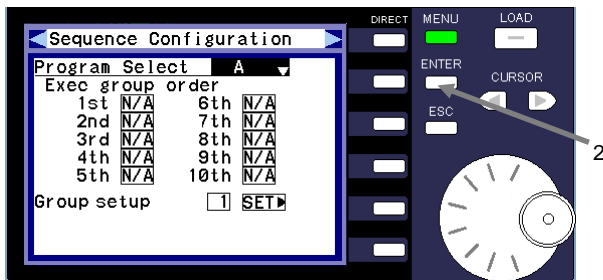 DIRECT MENU LOAD
Sequence Configuration
Program Select A
ENTER
CURSOR
Exec group order
1st N/A 6th N/A
ESC
2nd N/A 7th N/A
3rd N/A 8th N/A
2
4th N/A 9th N/A
5th N/A 10th N/A
Group setup 1 SET